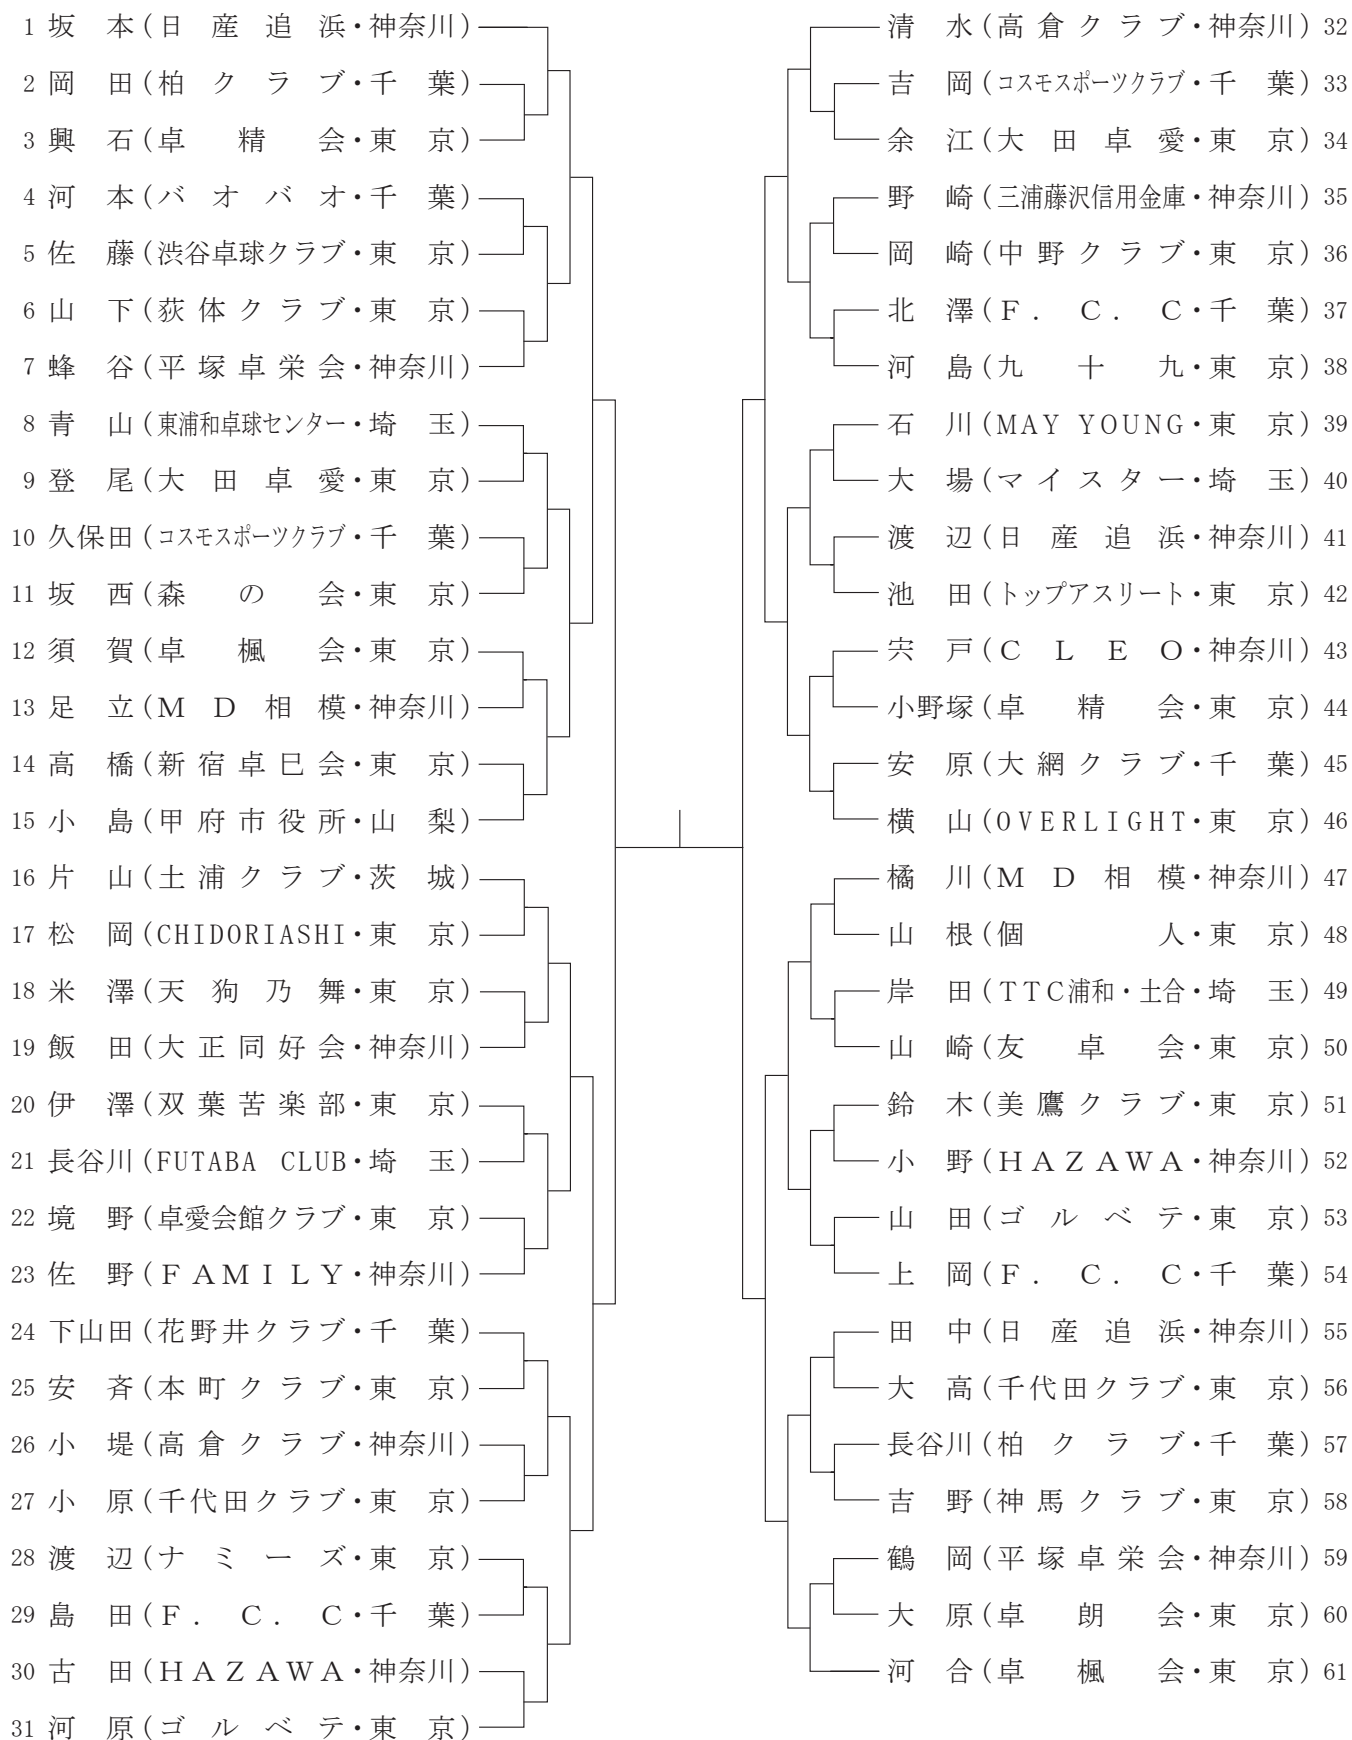 1 坂本(日産追浜・神奈川)
2 岡田(柏クラブ・千葉)
3 興石(卓精会・東京)
4 河本(バオバオ・千葉)
5 佐藤(渋谷卓球クラブ・東京)
6 山下(荻体クラブ・東京)
7 蜂谷(平塚卓栄会・神奈川)
8 青山(東浦和卓球センター・埼玉)
9 登尾(大田卓愛・東京)
10 久保田(コスモスポーツクラブ・千葉)
11 坂西(森の会・東京)
12 須賀(卓楓会・東京)
13 足立(MD相模・神奈川)
14 高橋(新宿卓巳会・東京)
15 小島(甲府市役所・山梨)
16 片山(土浦クラブ・茨城)
17 松岡(CHIDORIASHI・東京)
18 米澤(天狗乃舞・東京)
19 飯田(大正同好会・神奈川)
20 伊澤(双葉苦楽部・東京)
21 長谷川(FUTABA CLUB・埼玉)
22 境野(卓愛会館クラブ・東京)
23 佐野(FAMILY・神奈川)
24 下山田(花野井クラブ・千葉)
25 安斉(本町クラブ・東京)
26 小堤(高倉クラブ・神奈川)
27 小原(千代田クラブ・東京)
28 渡辺(ナミーズ・東京)
29 島田(F.C.C・千葉)
30 古田(HAZAWA・神奈川)
31 河原(ゴルベテ・東京)
清水(高倉クラブ・神奈川) 32
吉岡(コスモスポーツクラブ・千葉) 33
余江(大田卓愛・東京) 34
野崎(三浦藤沢信用金庫・神奈川) 35
岡崎(中野クラブ・東京) 36
北澤(F.C.C・千葉) 37
河島(九十九・東京) 38
石川(MAY YOUNG・東京) 39
大場(マイスター・埼玉) 40
渡辺(日産追浜・神奈川) 41
池田(トップアスリート・東京) 42
宍戸(CLEO・神奈川) 43
小野塚(卓精会・東京) 44
安原(大網クラブ・千葉) 45
横山(OVERLIGHT・東京) 46
橘川(MD相模・神奈川) 47
山根(個人・東京) 48
岸田(TTC浦和・土合・埼玉) 49
山崎(友卓会・東京) 50
鈴木(美鷹クラブ・東京) 51
小野(HAZAWA・神奈川) 52
山田(ゴルベテ・東京) 53
上岡(F.C.C・千葉) 54
田中(日産追浜・神奈川) 55
大高(千代田クラブ・東京) 56
長谷川(柏クラブ・千葉) 57
吉野(神馬クラブ・東京) 58
鶴岡(平塚卓栄会・神奈川) 59
大原(卓朗会・東京) 60
河合(卓楓会・東京) 61